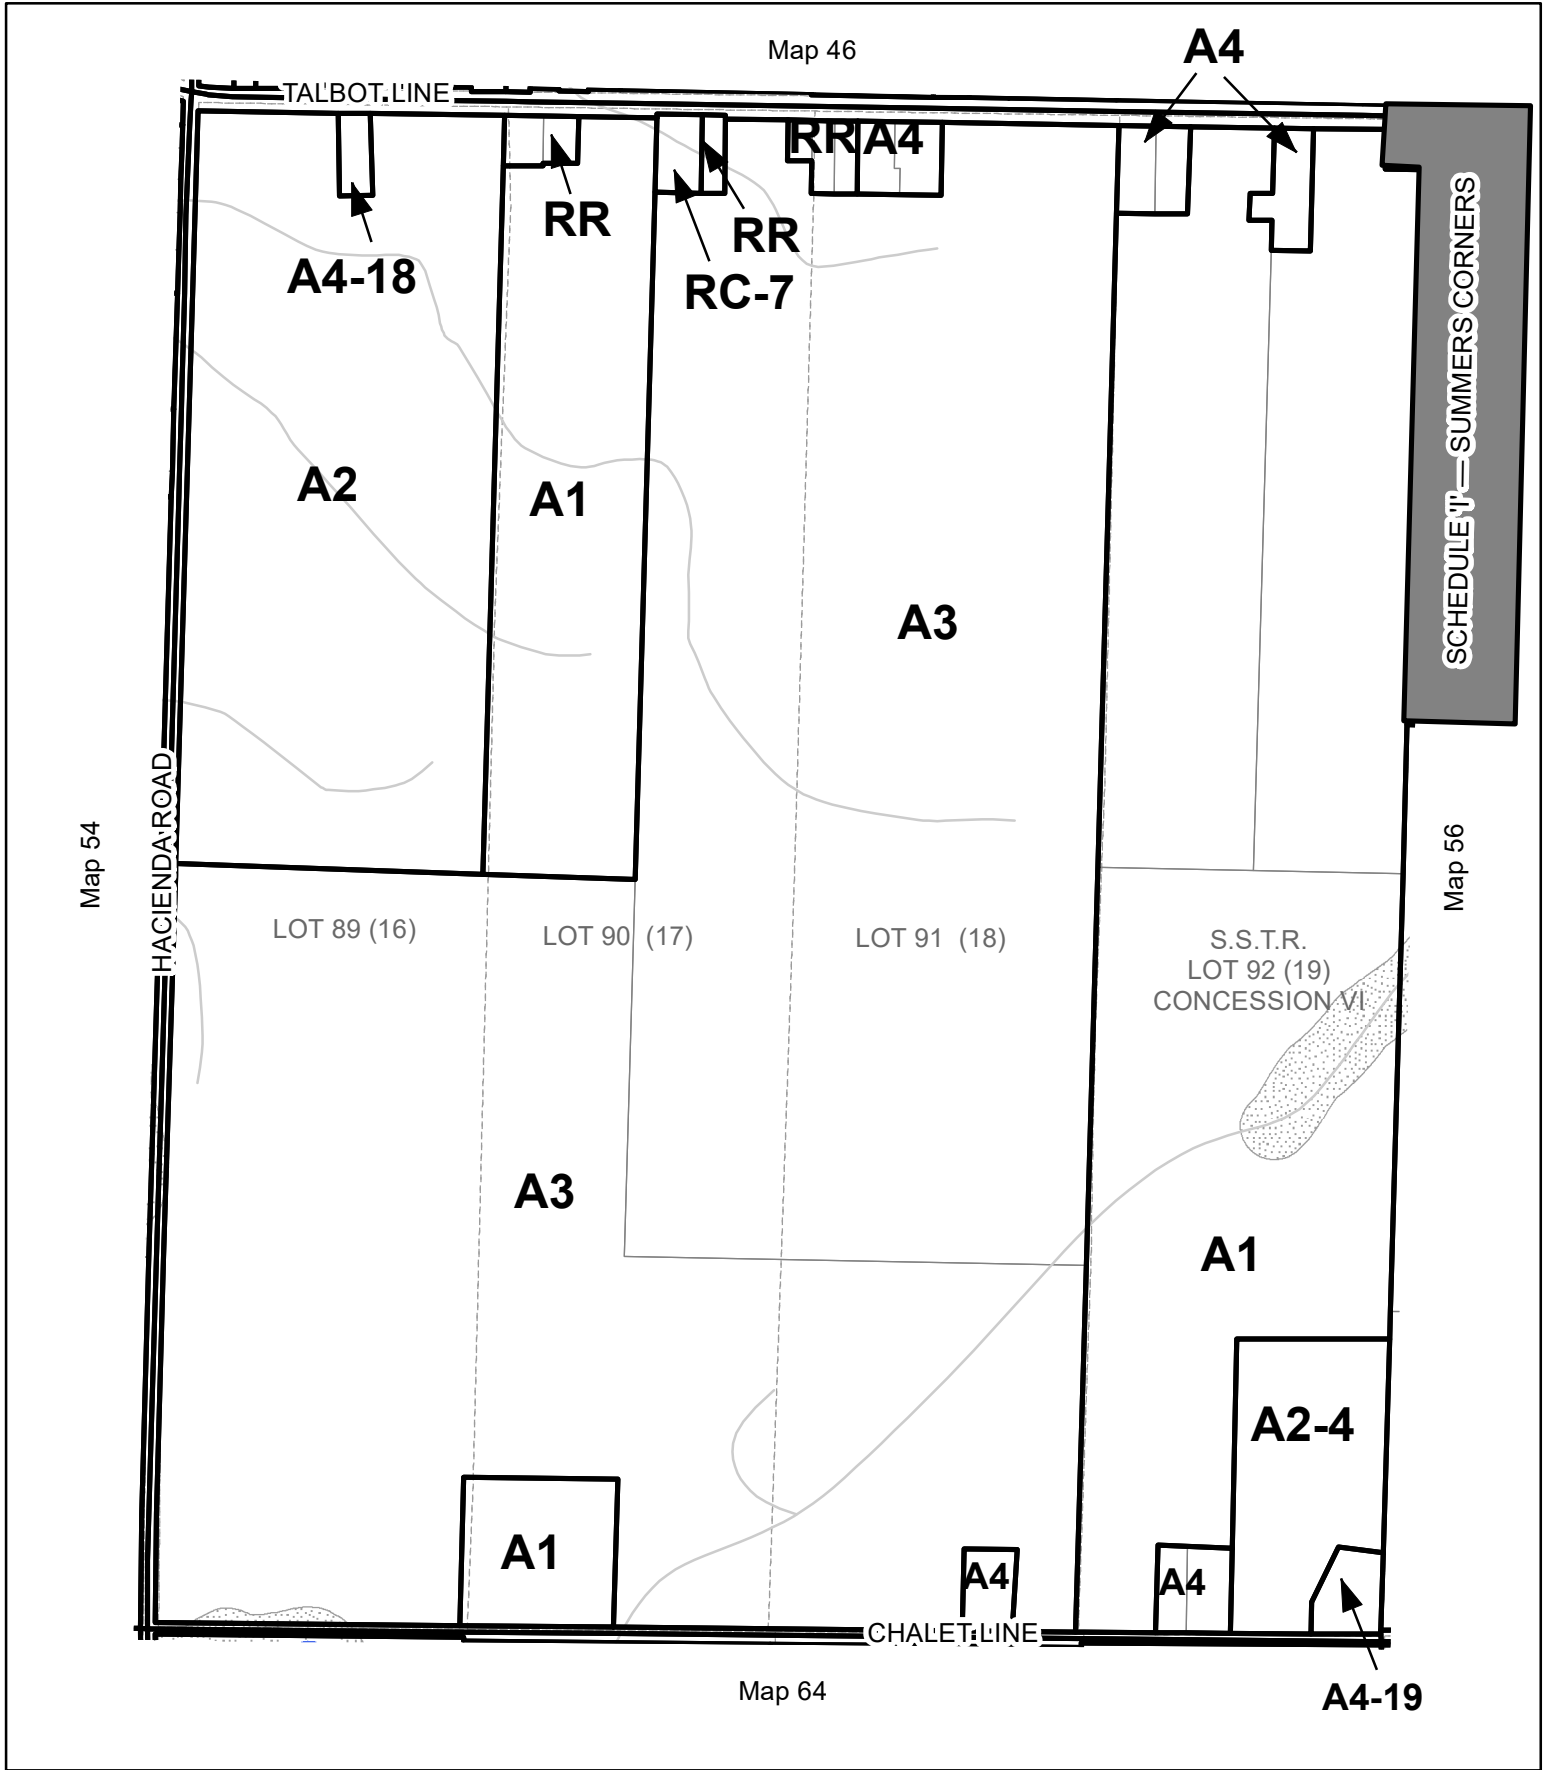 Map 46
A4
TALBOT LINE
RR
A4
RR
RR
A4-18
RC-7
SCHEDULE "I" — SUMMERS CORNERS
A2
A1
A3
HACIENDA ROAD
Map 54
Map 56
LOT 89 (16)
LOT 90 (17)
LOT 91 (18)
S.S.T.R.
LOT 92 (19)
CONCESSION VI
A3
A1
A2-4
A1
A4
A4
CHALET LINE
Map 64
A4-19